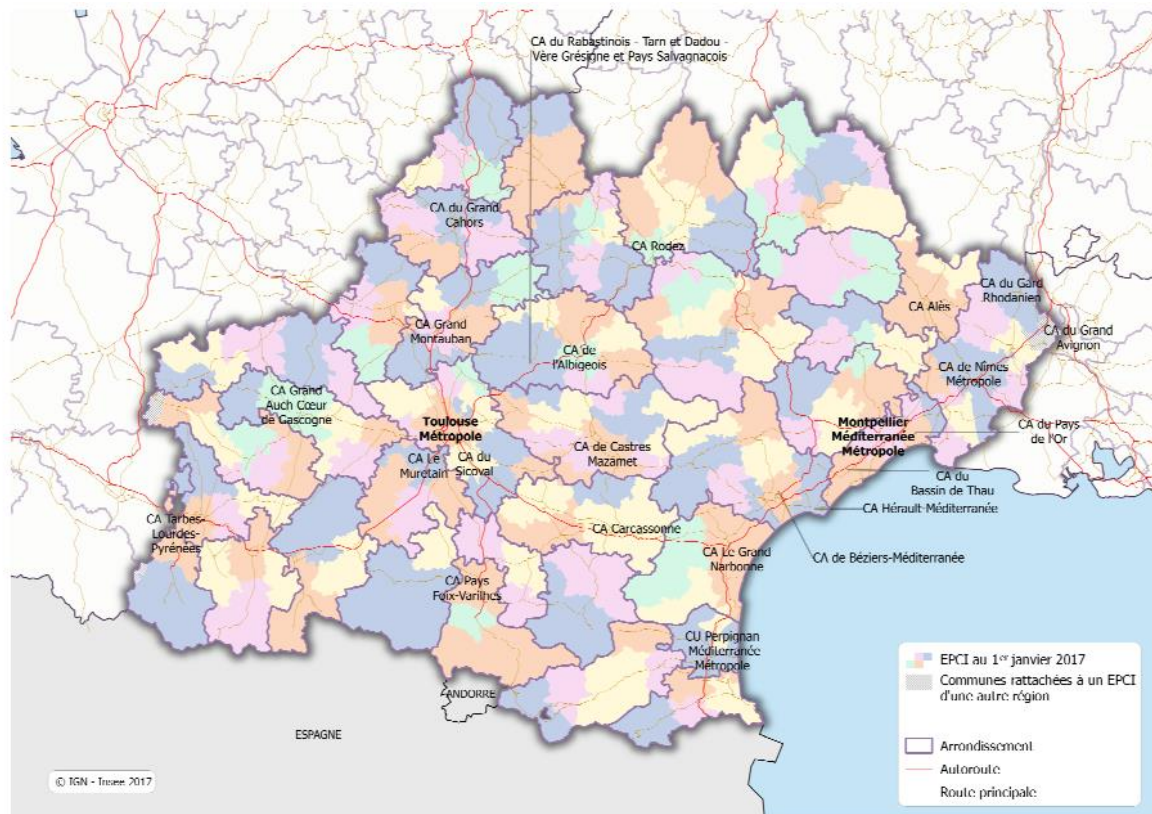 CA du Rabastinois - Tarn et Dadou -
Vère Grésigne et Pays Salvagnacois
CA du Grand
Cahors
CA Rodez
CA du Gard
Rhodanien
CA Alès
CA Grand
Montauban
CA du Grand
Avignon
CA de
l'Albigeois
CA de Nîmes
Métropole
CA Grand
Auch Cœur
de Gascogne
Toulouse
Métropole
Montpellier
Méditerranée
Métropole
CA du Pays
de l'Or
CA de Castres
Mazamet
CA Le
Muretain
CA du
Sicoval
CA du
Bassin de Thau
CA Hérault-Méditerranée
CA Tarbes-
Lourdes-
Pyrénées
CA Carcassonne
CA Le Grand
Narbonne
CA de Béziers-Méditerranée
CA Pays
Foix-Varilhes
CU Perpignan
Méditerranée
Métropole
ANDORRE
ESPAGNE
EPCI au 1er janvier 2017
Communes rattachées à un EPCI
d'une autre région
Arrondissement
Autoroute
Route principale
© IGN - Insee 2017